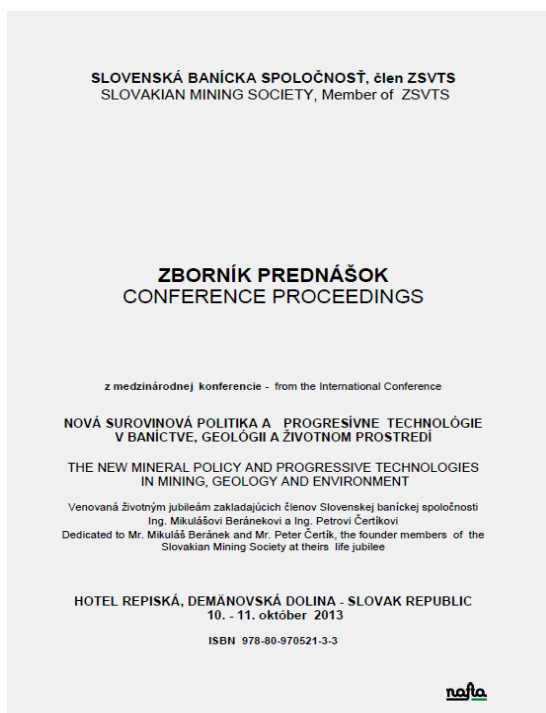 SLOVENSKÁ BANÍCKA SPOLOČNOSŤ, člen ZSVTS
SLOVAKIAN MINING SOCIETY, Member of ZSVTS
ZBORNÍK PREDNÁŠOK
CONFERENCE PROCEEDINGS
z medzinárodnej konferencie - from the International Conference
NOVÁ SUROVINOVÁ POLITIKA A PROGRESÍVNE TECHNOLÓGIE
V BANÍCTVE, GEOLÓGII A ŽIVOTNOM PROSTREDÍ
THE NEW MINERAL POLICY AND PROGRESSIVE TECHNOLOGIES
IN MINING, GEOLOGY AND ENVIRONMENT
Venovaná životným jubileám zakladajúcich členov Slovenskej baníckej spoločnosti
Ing. Mikulášovi Beránekovi a Ing. Petrovi Čertíkovi
Dedicated to Mr. Mikuláš Beránek and Mr. Peter Čertík, the founder members of the
Slovakian Mining Society at theirs life jubilee
HOTEL REPISKÁ, DEMÄNOVSKÁ DOLINA - SLOVAK REPUBLIC
10. - 11. október 2013
ISBN 978-80-970521-3-3
nafta